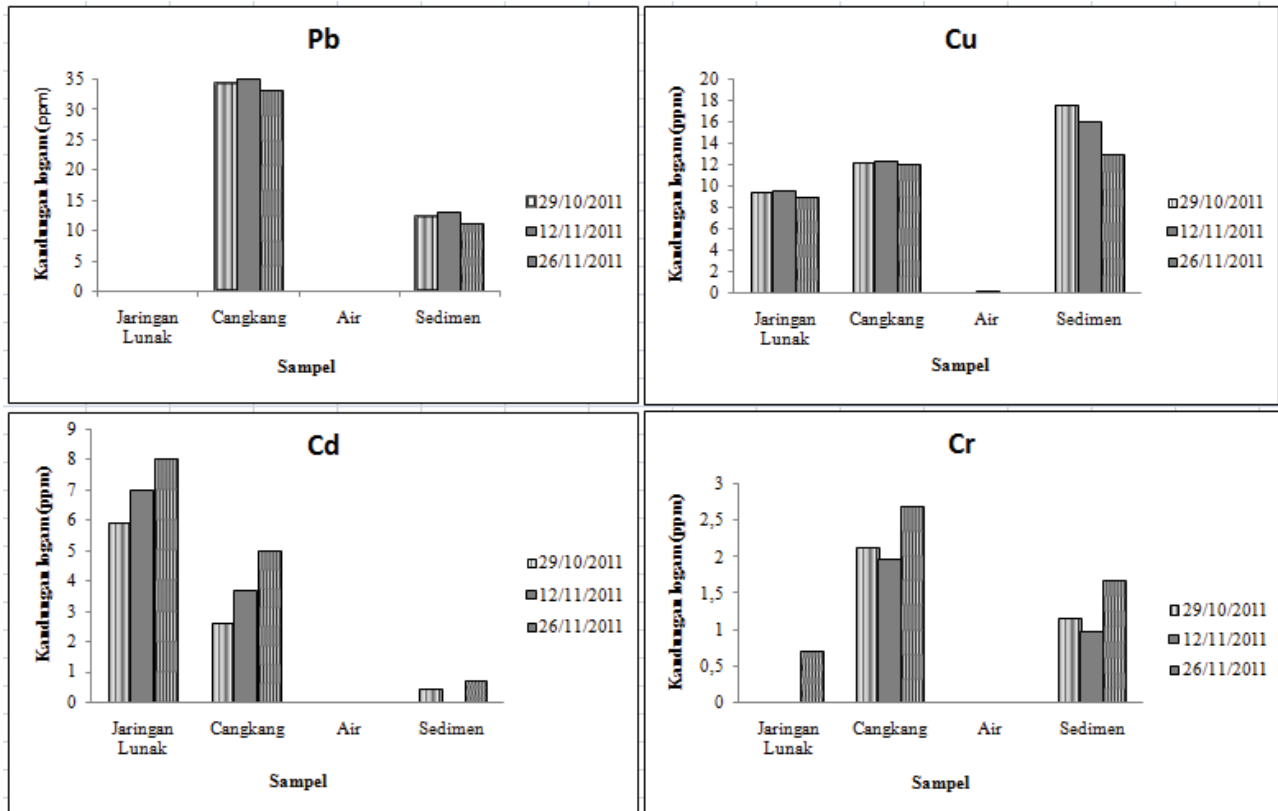 Pb
Kandungan logam (ppm)
35
30
25
20
15
10
5
0
Jaringan
Lunak
Cangkang
Air
Sedimen
Sampel
29/10/2011
12/11/2011
26/11/2011
Cu
Kandungan logam (ppm)
20
18
16
14
12
10
8
6
4
2
0
Jaringan
Lunak
Cangkang
Air
Sedimen
Sampel
29/10/2011
12/11/2011
26/11/2011
Cd
Kandungan logam (ppm)
9
8
7
6
5
4
3
2
1
0
Jaringan
Lunak
Cangkang
Air
Sedimen
Sampel
29/10/2011
12/11/2011
26/11/2011
Cr
Kandungan logam (ppm)
3
2,5
2
1,5
1
0,5
0
Jaringan
Lunak
Cangkang
Air
Sedimen
Sampel
29/10/2011
12/11/2011
26/11/2011